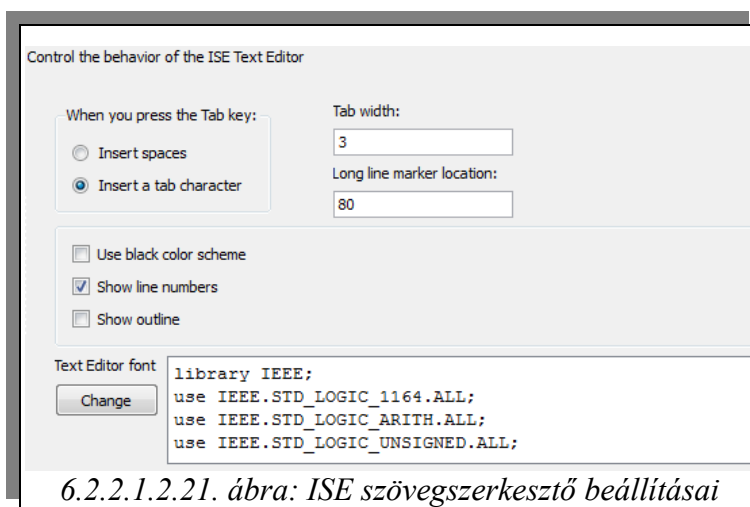 Control the behavior of the ISE Text Editor
When you press the Tab key:
Insert spaces
Insert a tab character
Tab width:
3
Long line marker location:
80
Use black color scheme
Show line numbers
Show outline
Text Editor font
Change
library IEEE;
use IEEE.STD_LOGIC_1164.ALL;
use IEEE.STD_LOGIC_ARITH.ALL;
use IEEE.STD_LOGIC_UNSIGNED.ALL;
6.2.2.1.2.21. ábra: ISE szövegszerkesztő beállításai